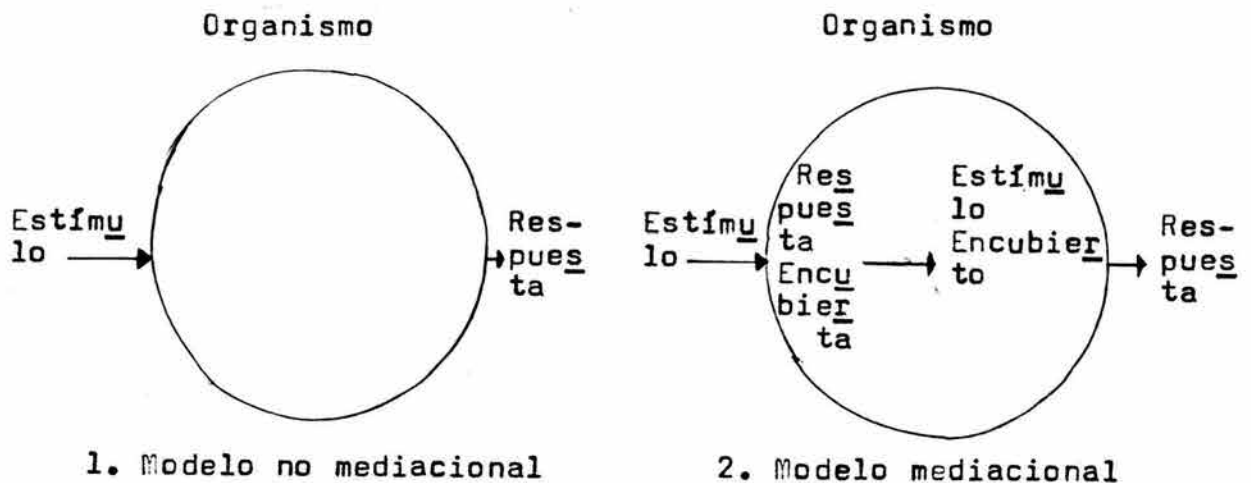 Organismo
Estímu
lo
Res-
pues
ta
1. Modelo no mediacional
Organismo
Estímu
lo
Res
pues
ta
Encu
bier
ta
Estímu
lo
Encubier
to
Res-
pues
ta
2. Modelo mediacional